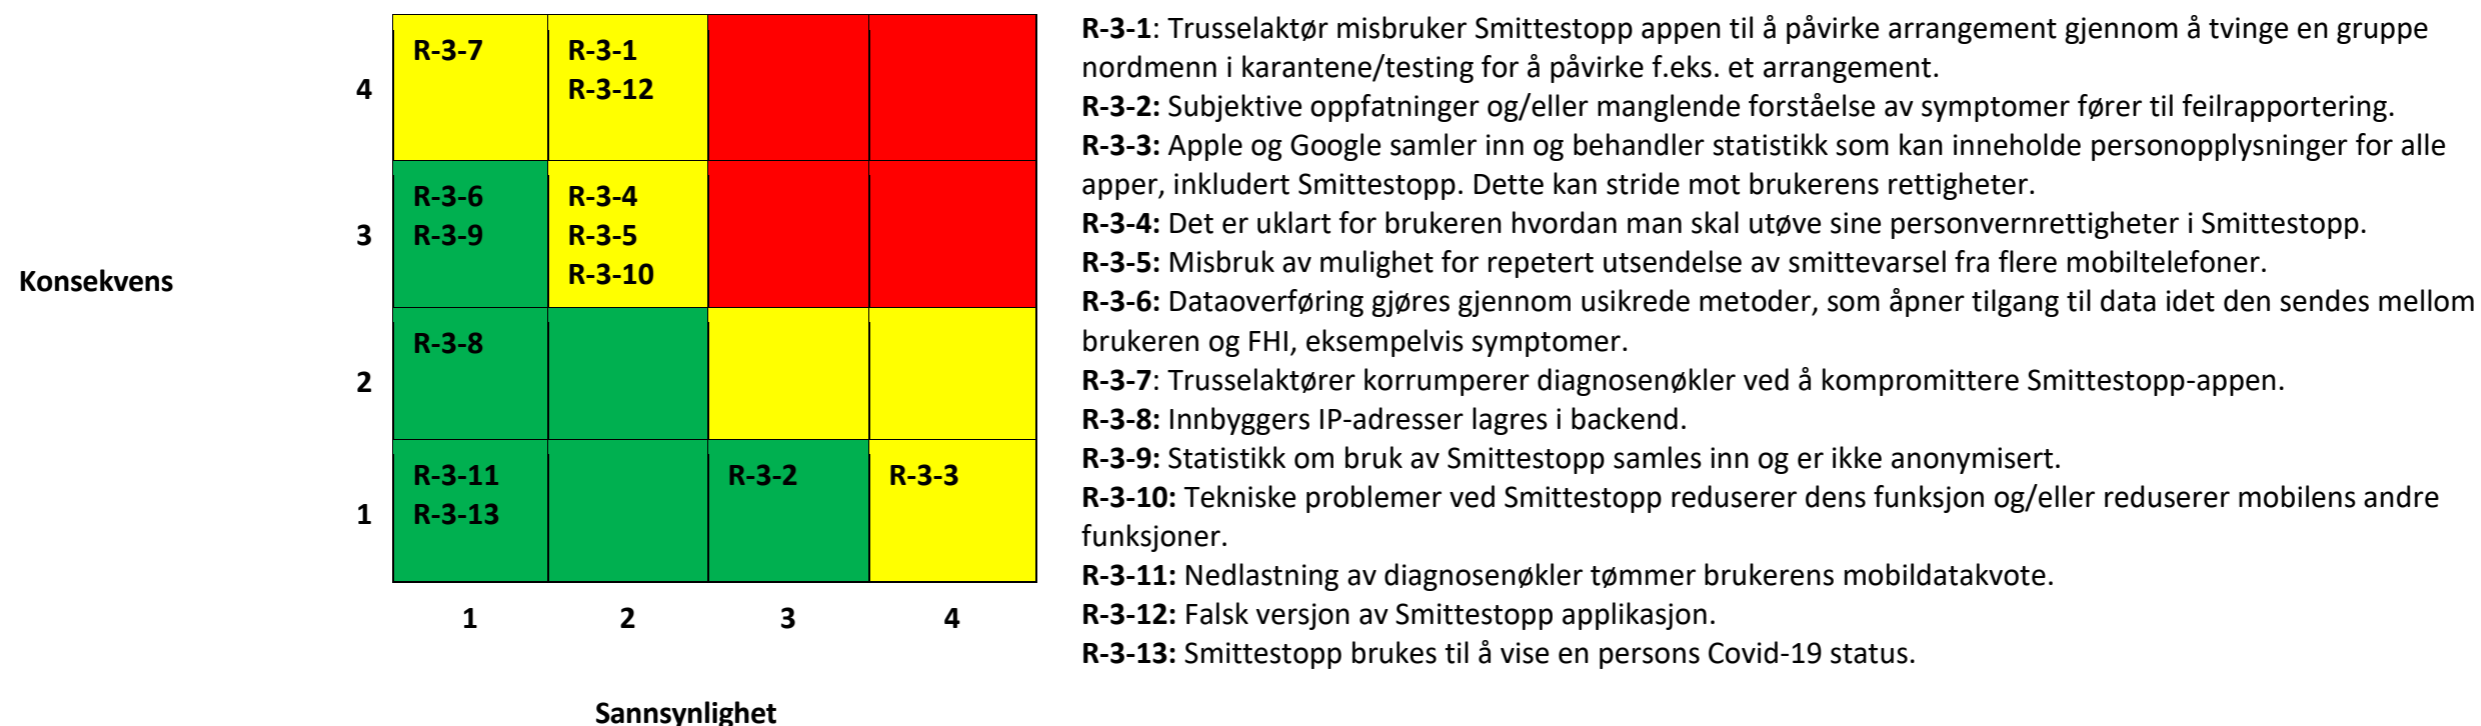 R-3-7
R-3-1
R-3-12
4
R-3-6
R-3-9
R-3-4
R-3-5
R-3-10
3
Konsekvens
R-3-8
2
R-3-11
R-3-13
R-3-2
R-3-3
1
1 2 3 4
Sannsynlighet
R-3-1: Trusselaktør misbruker Smittestopp appen til å påvirke arrangement gjennom å tvinge en gruppe
nordmenn i karantene/testing for å påvirke f.eks. et arrangement.
R-3-2: Subjektive oppfatninger og/eller manglende forståelse av symptomer fører til feilrapportering.
R-3-3: Apple og Google samler inn og behandler statistikk som kan inneholde personopplysninger for alle
apper, inkludert Smittestopp. Dette kan stride mot brukerens rettigheter.
R-3-4: Det er uklart for brukeren hvordan man skal utøve sine personvernrettigheter i Smittestopp.
R-3-5: Misbruk av mulighet for repetert utsendelse av smittevarsel fra flere mobiltelefoner.
R-3-6: Dataoverføring gjøres gjennom usikrede metoder, som åpner tilgang til data idet den sendes mellom
brukeren og FHI, eksempelvis symptomer.
R-3-7: Trusselaktører korrumperer diagnosenøkler ved å kompromittere Smittestopp-appen.
R-3-8: Innbyggers IP-adresser lagres i backend.
R-3-9: Statistikk om bruk av Smittestopp samles inn og er ikke anonymisert.
R-3-10: Tekniske problemer ved Smittestopp reduserer dens funksjon og/eller reduserer mobilens andre
funksjoner.
R-3-11: Nedlastning av diagnosenøkler tømmer brukerens mobildatakvote.
R-3-12: Falsk versjon av Smittestopp applikasjon.
R-3-13: Smittestopp brukes til å vise en persons Covid-19 status.